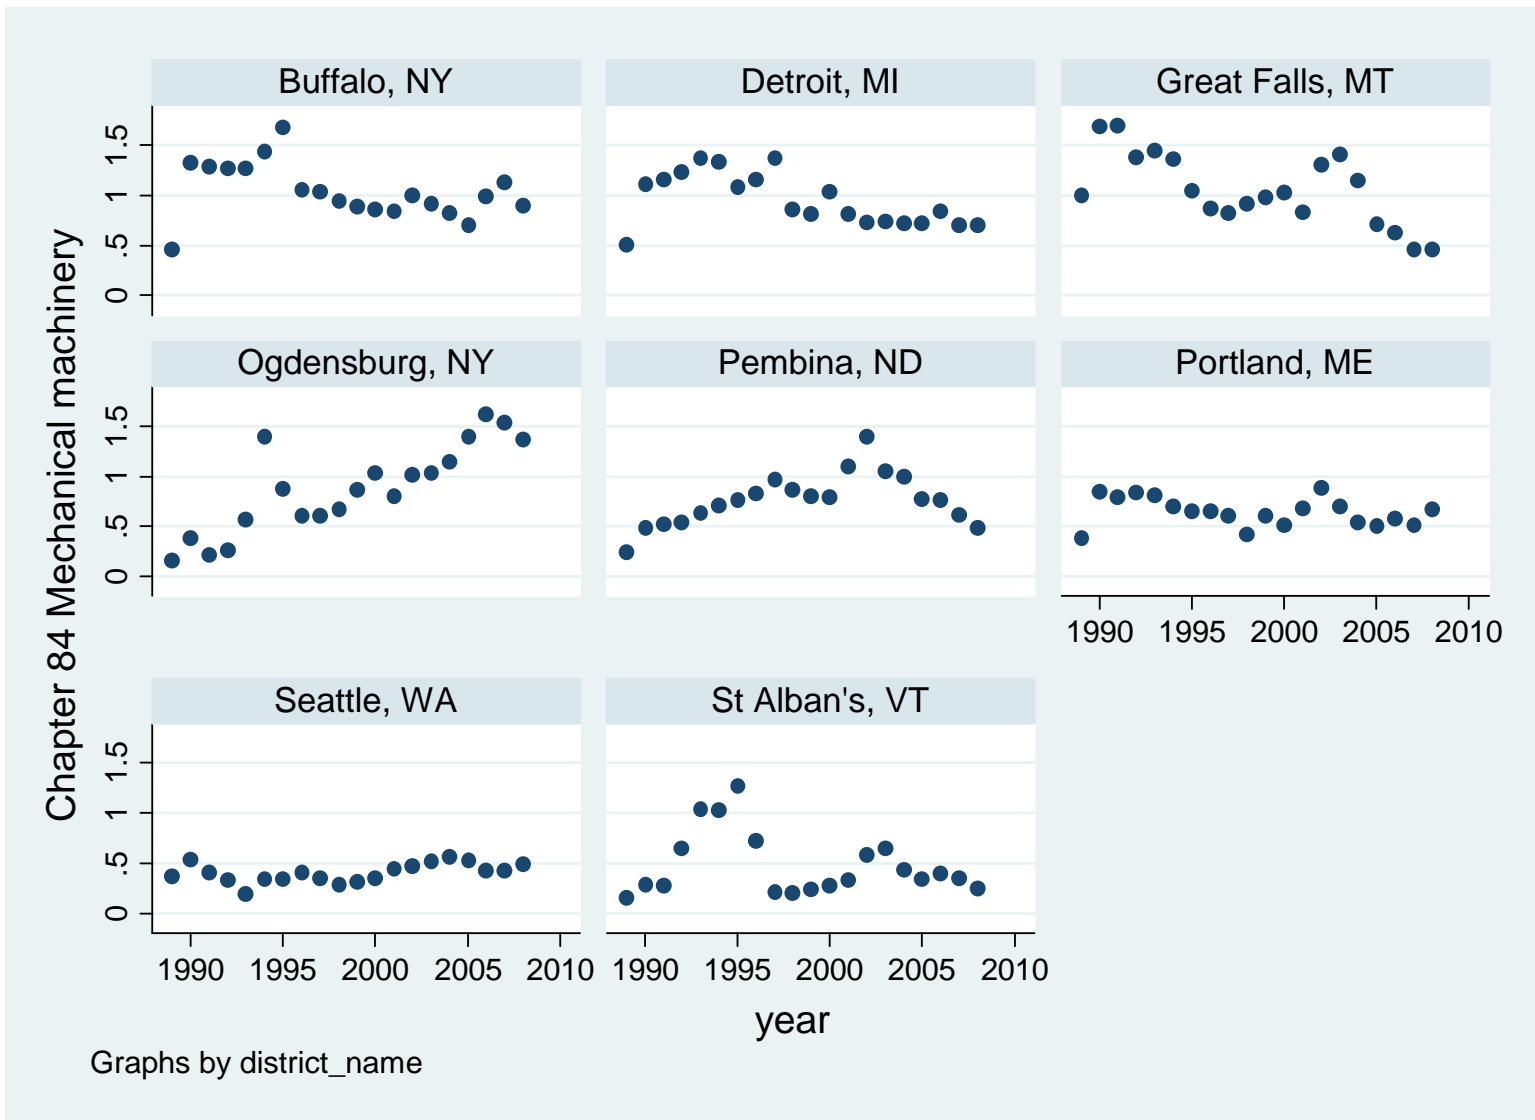 Chapter 84 Mechanical machinery
Buffalo, NY
Detroit, MI
Great Falls, MT
1.5
1
.5
0
Ogdensburg, NY
Pembina, ND
Portland, ME
1.5
1
.5
0
1990 1995 2000 2005 2010
Seattle, WA
St Alban's, VT
1.5
1
.5
0
1990 1995 2000 2005 2010
1990 1995 2000 2005 2010
year
Graphs by district_name